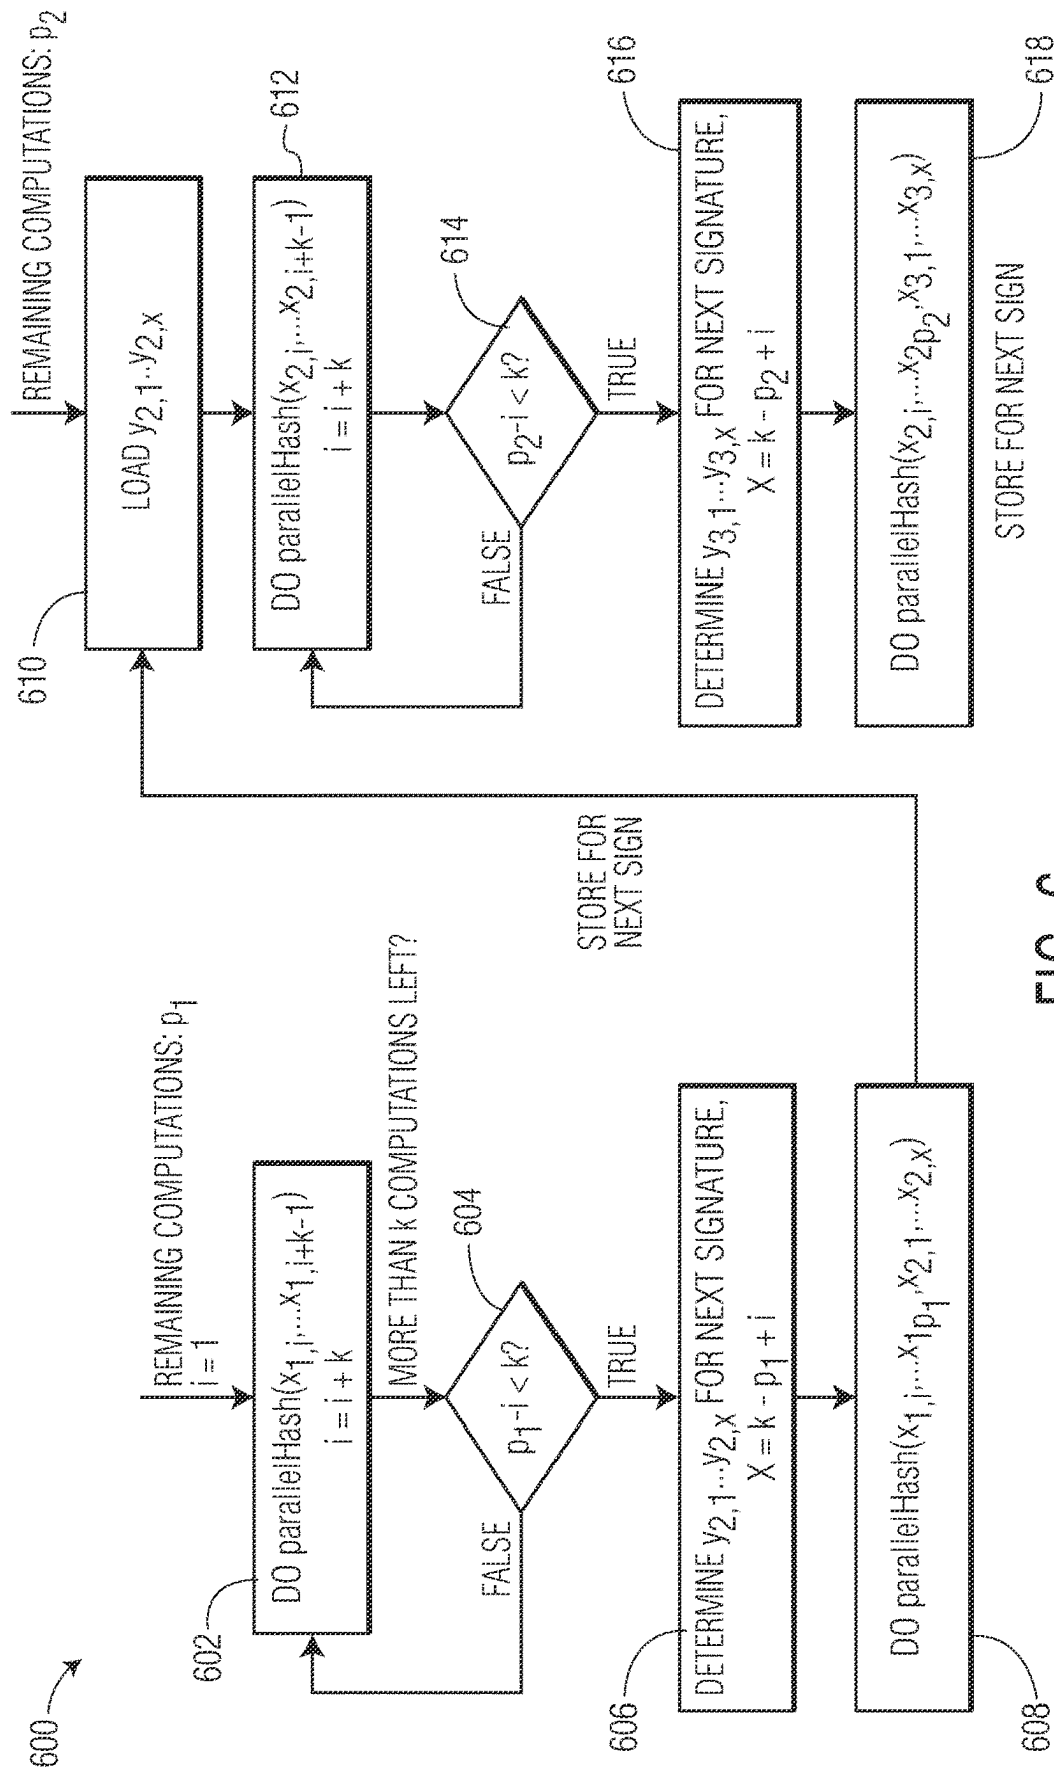 600
REMAINING COMPUTATIONS: p1
i = 1
602
DO parallelHash(x1,i,...x1,i+k-1)
i = i + k
MORE THAN k COMPUTATIONS LEFT?
604
p1-i < k?
FALSE
TRUE
606
DETERMINE y2,1...y2,x FOR NEXT SIGNATURE,
X = k - p1 + i
608
DO parallelHash(x1,i,...x1p1,x2,1,...x2,x)
STORE FOR
NEXT SIGN
REMAINING COMPUTATIONS: p2
610
LOAD y2,1..y2,x
612
DO parallelHash(x2,i,...x2,i+k-1)
i = i + k
614
p2-i < k?
FALSE
TRUE
616
DETERMINE y3,1...y3,x FOR NEXT SIGNATURE,
X = k - p2 + i
618
DO parallelHash(x2,i...x2p2,x3,1,...x3,x)
STORE FOR NEXT SIGN
FIG.